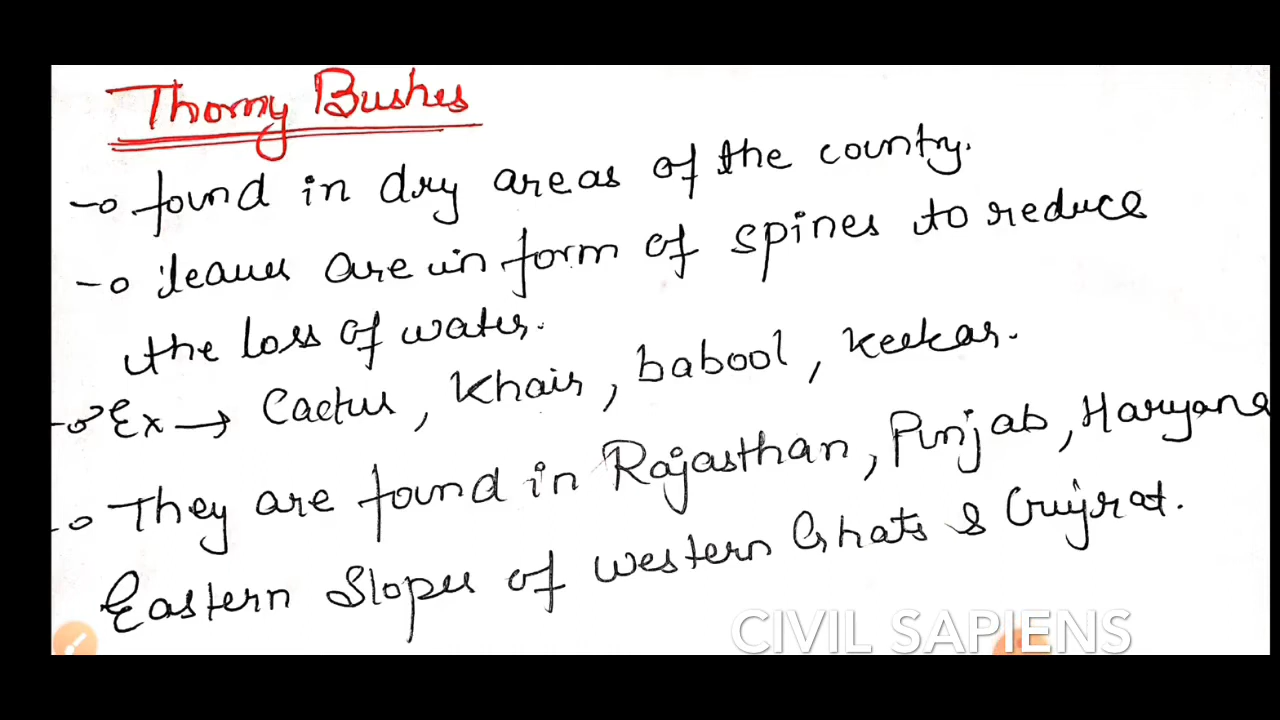 Thorny Bushes
→ found in dry areas of the country.
→ leaves are in form of spines to reduce
the loss of water.
→ Ex → Cactus, Khair, babool, Keekar.
→ They are found in Rajasthan, Punjab, Haryana
Eastern Slopes of western Ghats & Gujrat.
CIVIL SAPIENS